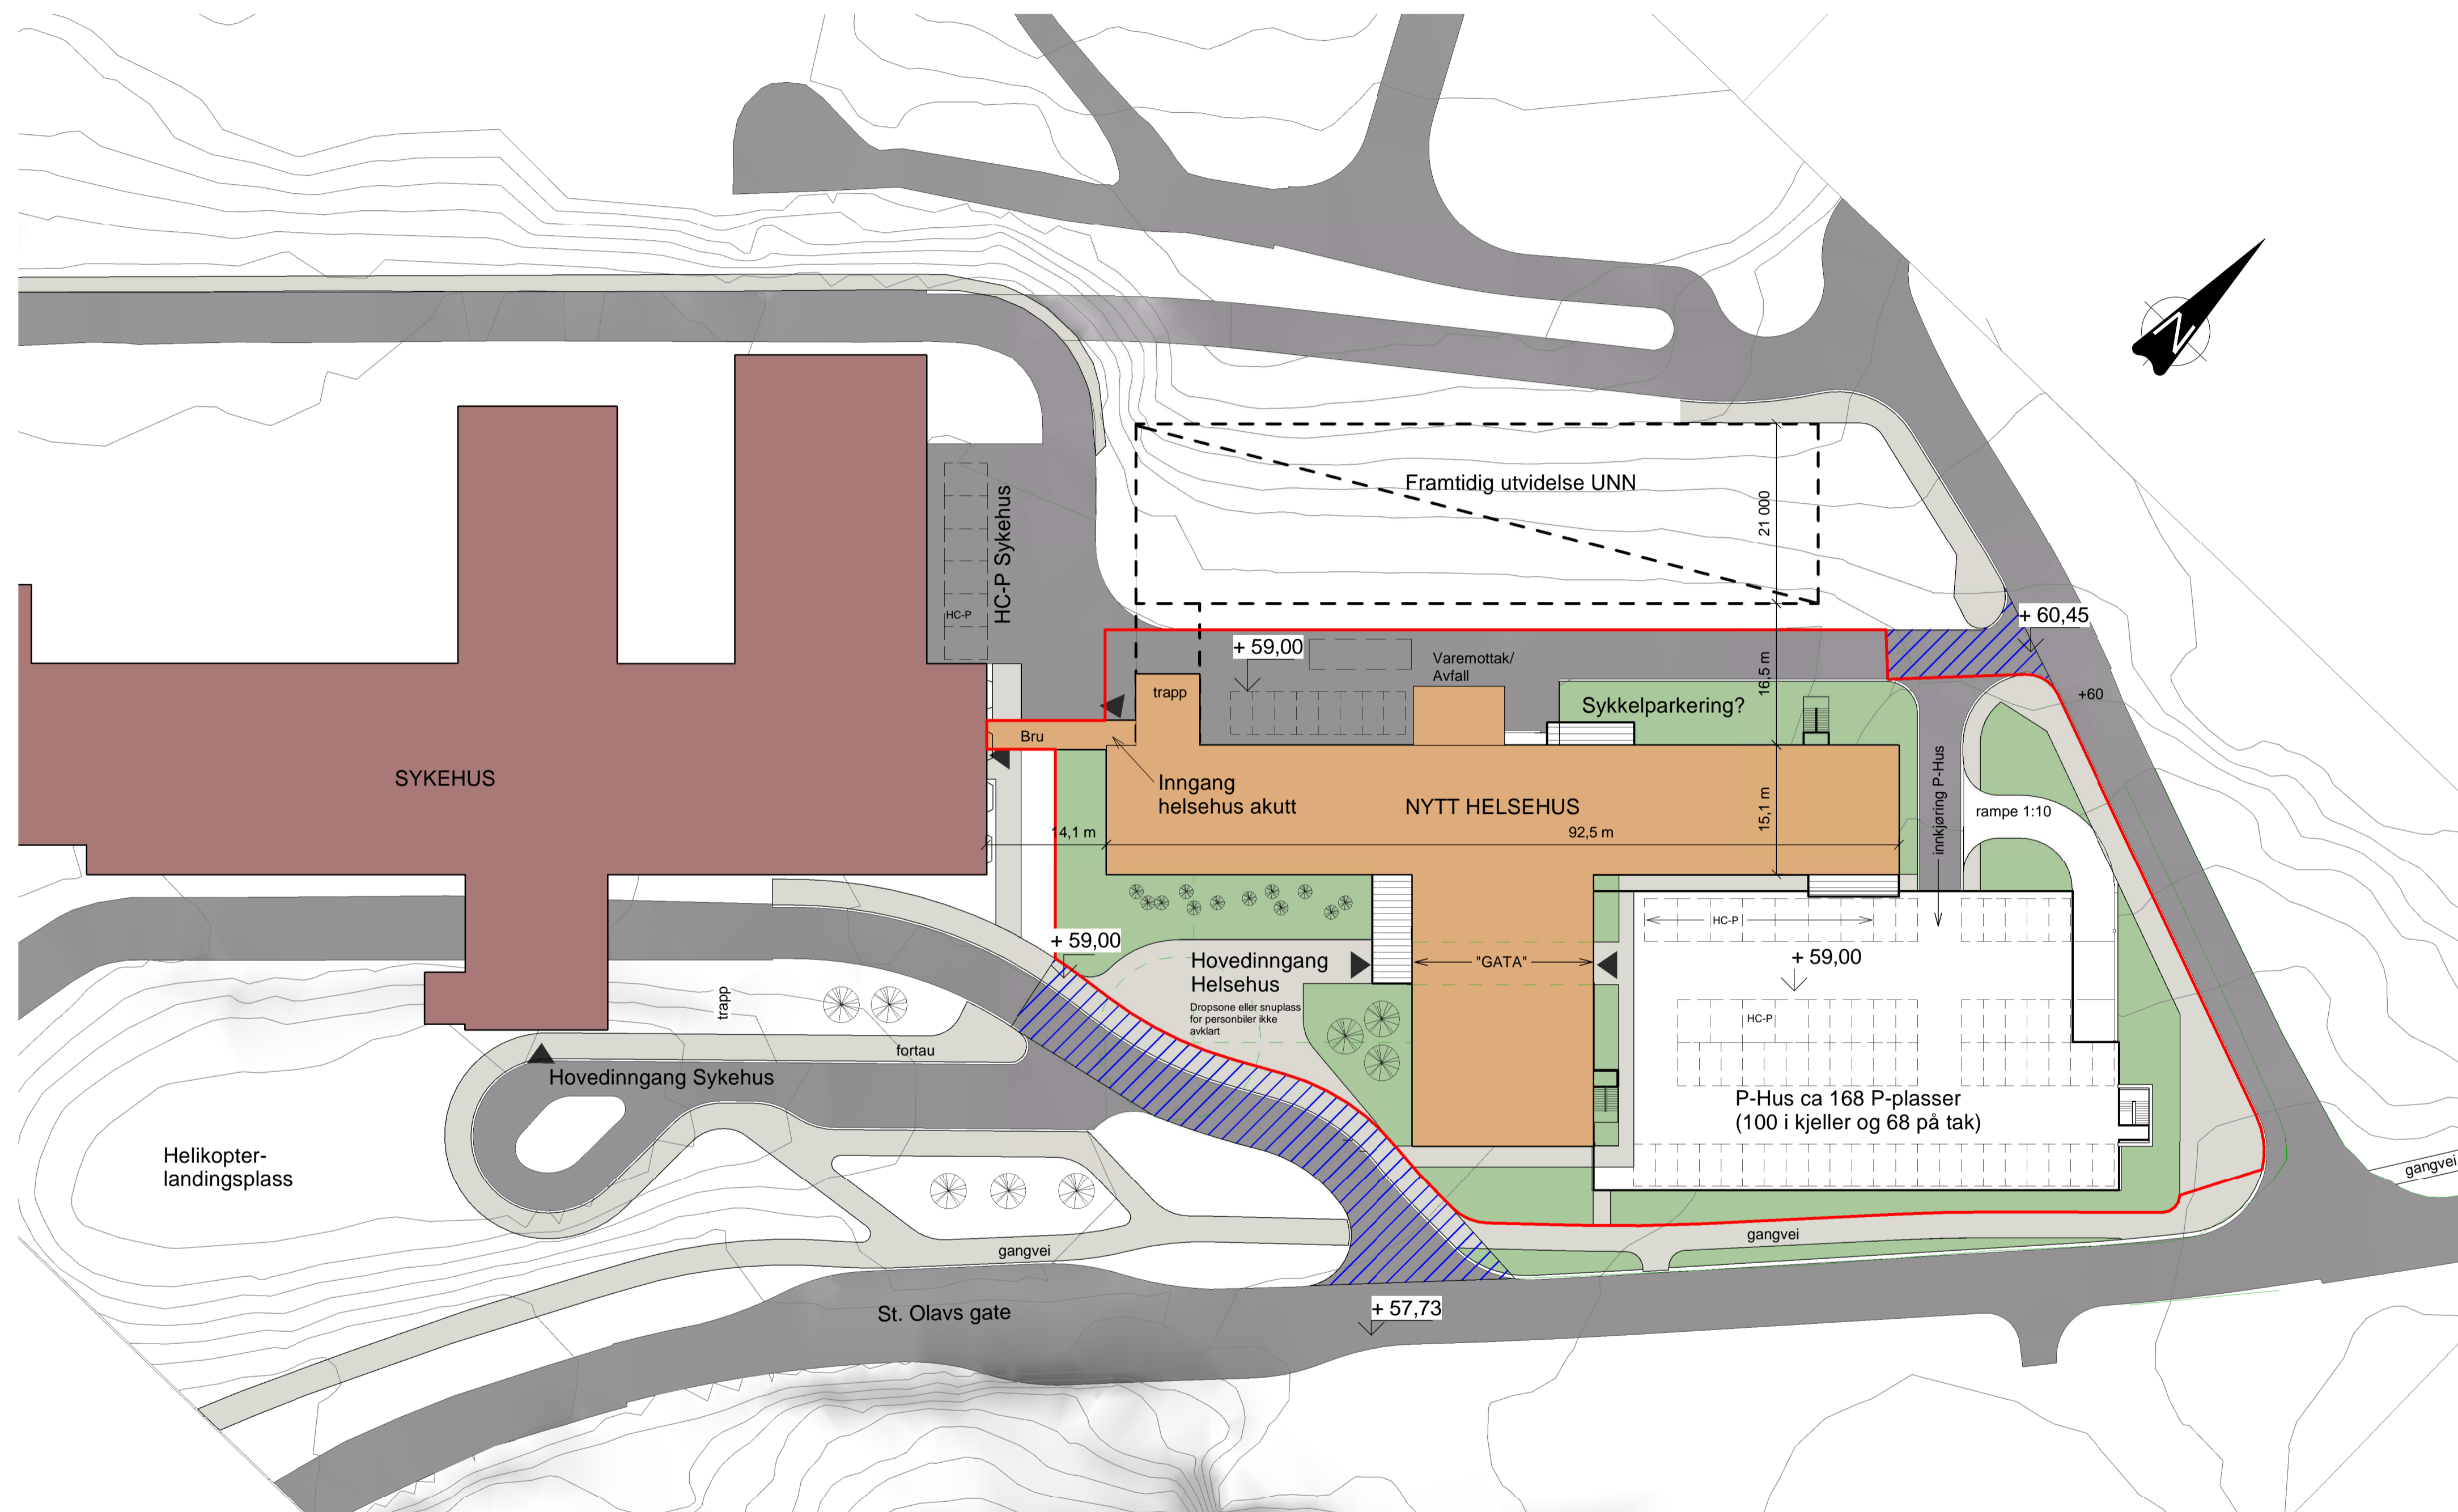 N
Framtidig utvidelse UNN
21 000
HC-P Sykehus
HC-P
+ 60,45
+ 59,00
Varemottak/
Avfall
16,5 m
trapp
+60
Sykkelparkering?
Bru
innkjøring P-Hus
SYKEHUS
Inngang
helsehus akutt
NYTT HELSEHUS
15,1 m
rampe 1:10
14,1 m
92,5 m
HC-P
+ 59,00
Hovedinngang
Helsehus
"GATA"
+ 59,00
Dropsone eller snuplass
for personbiler ikke
avklart
trapp
HC-P
fortau
Hovedinngang Sykehus
P-Hus ca 168 P-plasser
(100 i kjeller og 68 på tak)
Helikopter-
landingsplass
gangvei
gangvei
gangvei
St. Olavs gate
+ 57,73